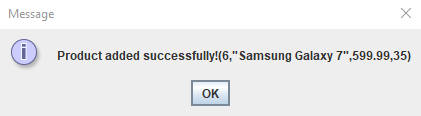 Message
Product added successfully!(6,"Samsung Galaxy 7",599.99,35)
OK